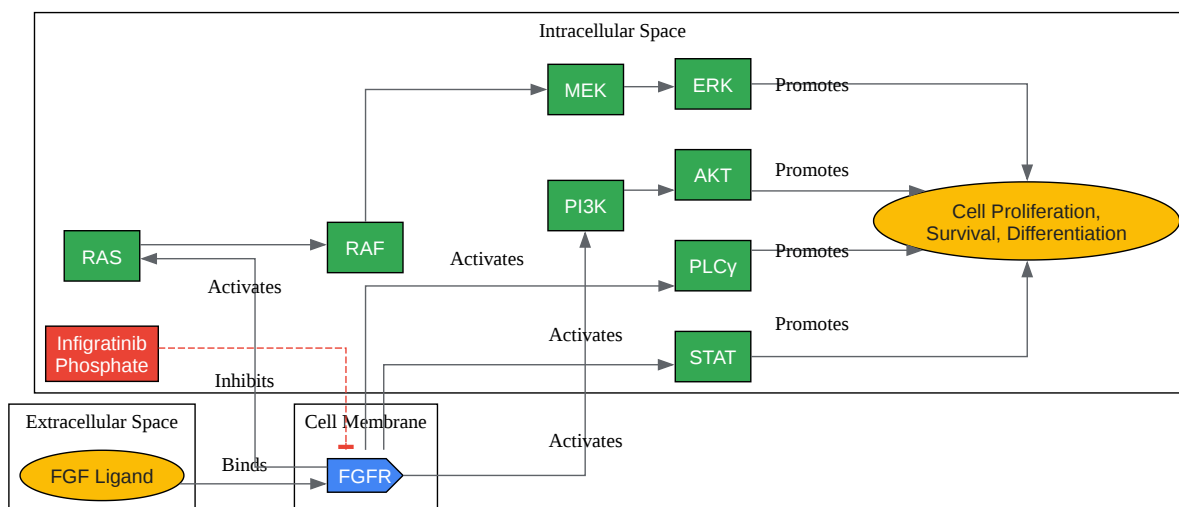 Intracellular Space
MEK
ERK
Promotes
PI3K
AKT
Promotes
Cell Proliferation,
Survival, Differentiation
RAS
RAF
Activates
PLCγ
Promotes
Activates
Infigratinib
Phosphate
Inhibits
Activates
STAT
Promotes
Extracellular Space
Cell Membrane
FGF Ligand
Binds
FGFR
Activates